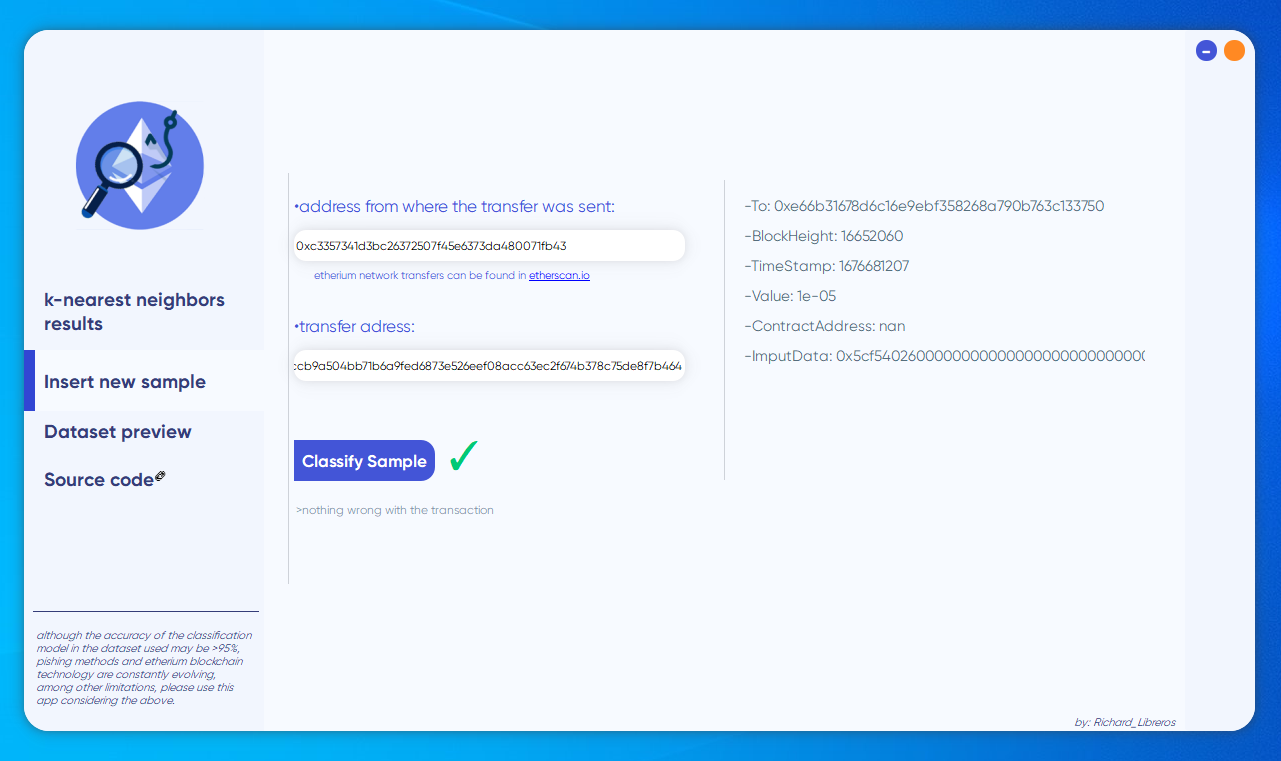 k-nearest neighbors
results
Insert new sample
Dataset preview
Source code
although the accuracy of the classification
model in the dataset used may be >95%,
pishing methods and etherium blockchain
technology are constantly evolving,
among other limitations, please use this
app considering the above.
•address from where the transfer was sent:
0xc3357341d3bc26372507f45e6373da480071fb43
etherium network transfers can be found in etherscan.io
•transfer adress:
ccb9a504bb71b6a9fed6873e526eef08acc63ec2f674b378c75de8f7b464
Classify Sample ✓
>nothing wrong with the transaction
-To: 0xe66b31678d6c16e9ebf358268a790b763c133750
-BlockHeight: 16652060
-TimeStamp: 1676681207
-Value: 1e-05
-ContractAddress: nan
-ImputData: 0x5cf5402600000000000000000000000000
by: Richard_Libreros